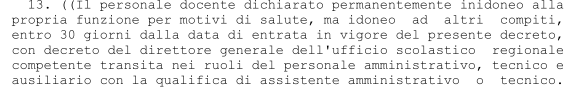 13. ((Il personale docente dichiarato permanentemente inidoneo alla
propria funzione per motivi di salute, ma idoneo ad altri compiti,
entro 30 giorni dalla data di entrata in vigore del presente decreto,
con decreto del direttore generale dell'ufficio scolastico regionale
competente transita nei ruoli del personale amministrativo, tecnico e
ausiliario con la qualifica di assistente amministrativo o tecnico.